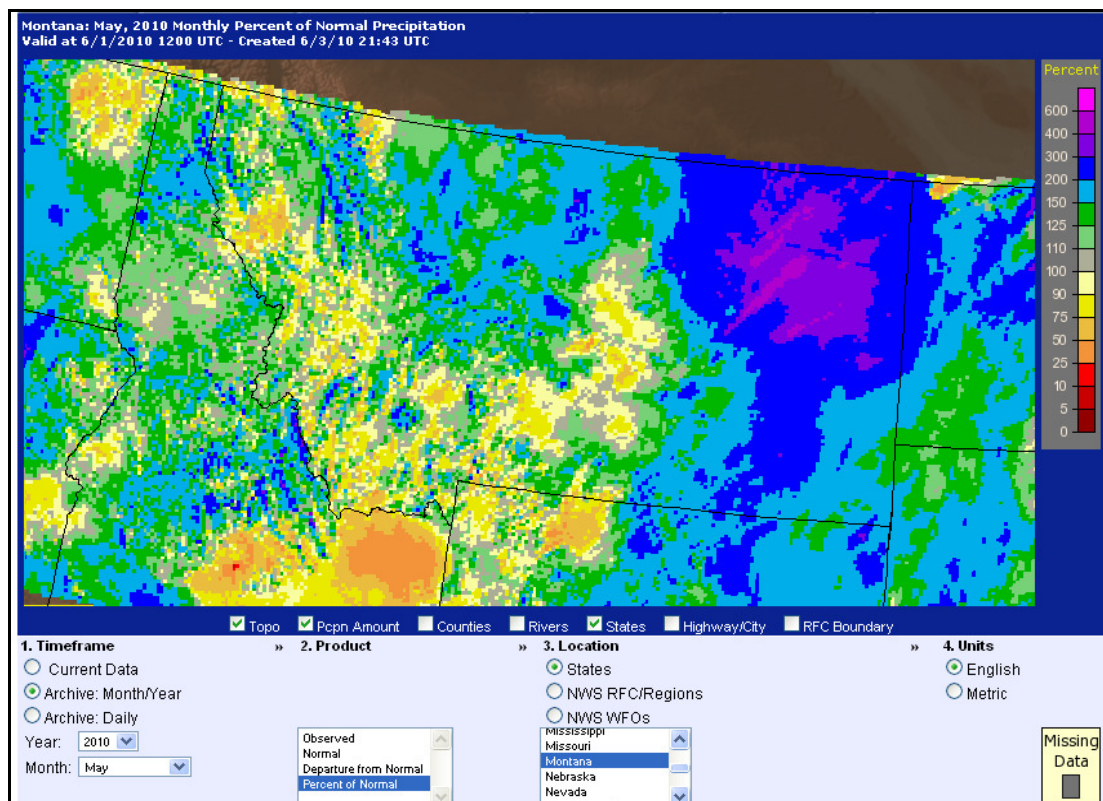 Montana: May, 2010 Monthly Percent of Normal Precipitation
Valid at 6/1/2010 1200 UTC - Created 6/3/10 21:43 UTC
Percent
600
400
300
200
150
125
110
100
90
75
50
25
10
5
0
Topo Pcpn Amount Counties Rivers States Highway/City RFC Boundary
1. Timeframe » 2. Product » 3. Location » 4. Units
Current Data
Archive: Month/Year
Archive: Daily
Year: 2010
Month: May
Observed
Normal
Departure from Normal
Percent of Normal
States
NWS RFC/Regions
NWS WFOs
Mississippi
Missouri
Montana
Nebraska
Nevada
English
Metric
Missing
Data